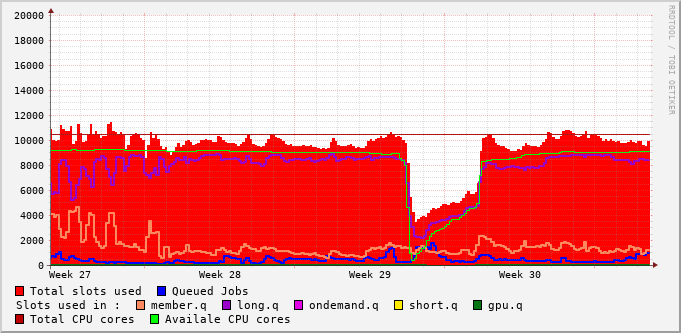 20000
18000
16000
14000
12000
10000
8000
6000
4000
2000
0
Week 27 Week 28 Week 29 Week 30
Total slots used Queued Jobs
Slots used in : member.q long.q ondemand.q short.q gpu.q
Total CPU cores Availale CPU cores
RRDTOOL / TOBI OETIKER